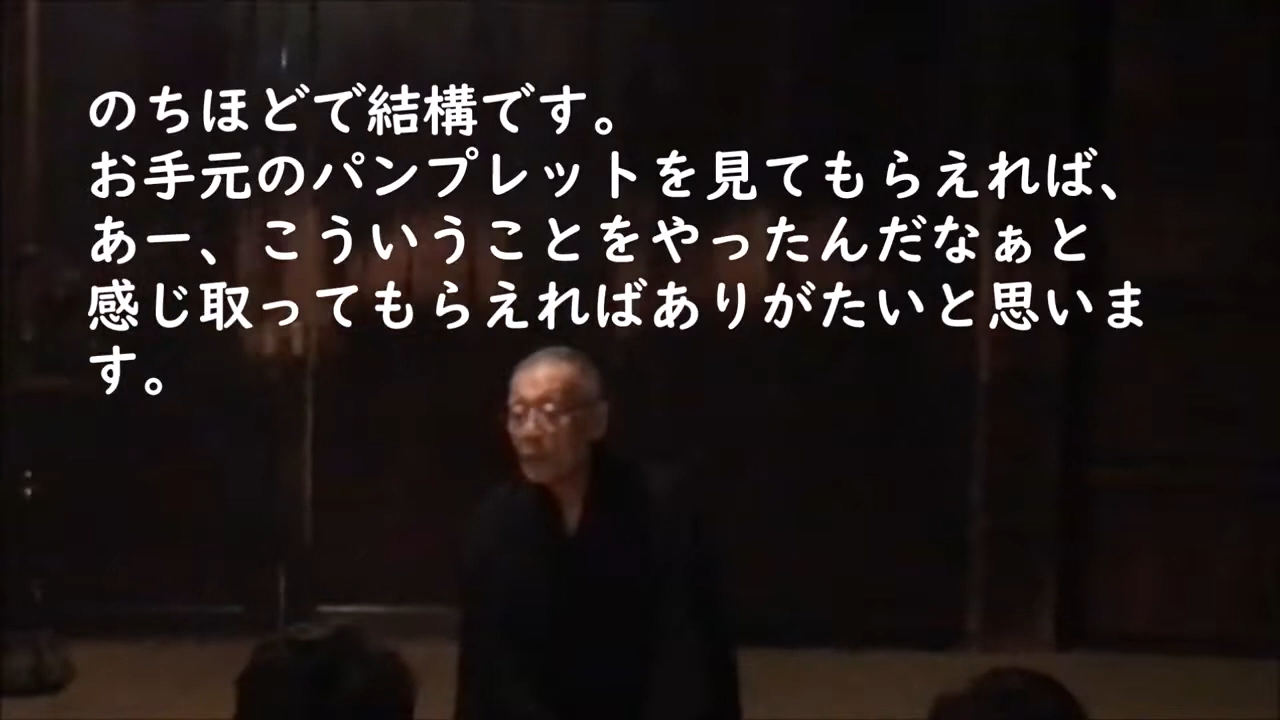 のちほどで結構です。
お手元のパンプレットを見てもらえれば、
あー、こういうことをやったんだなぁと
感じ取ってもらえればありがたいと思いま
す。